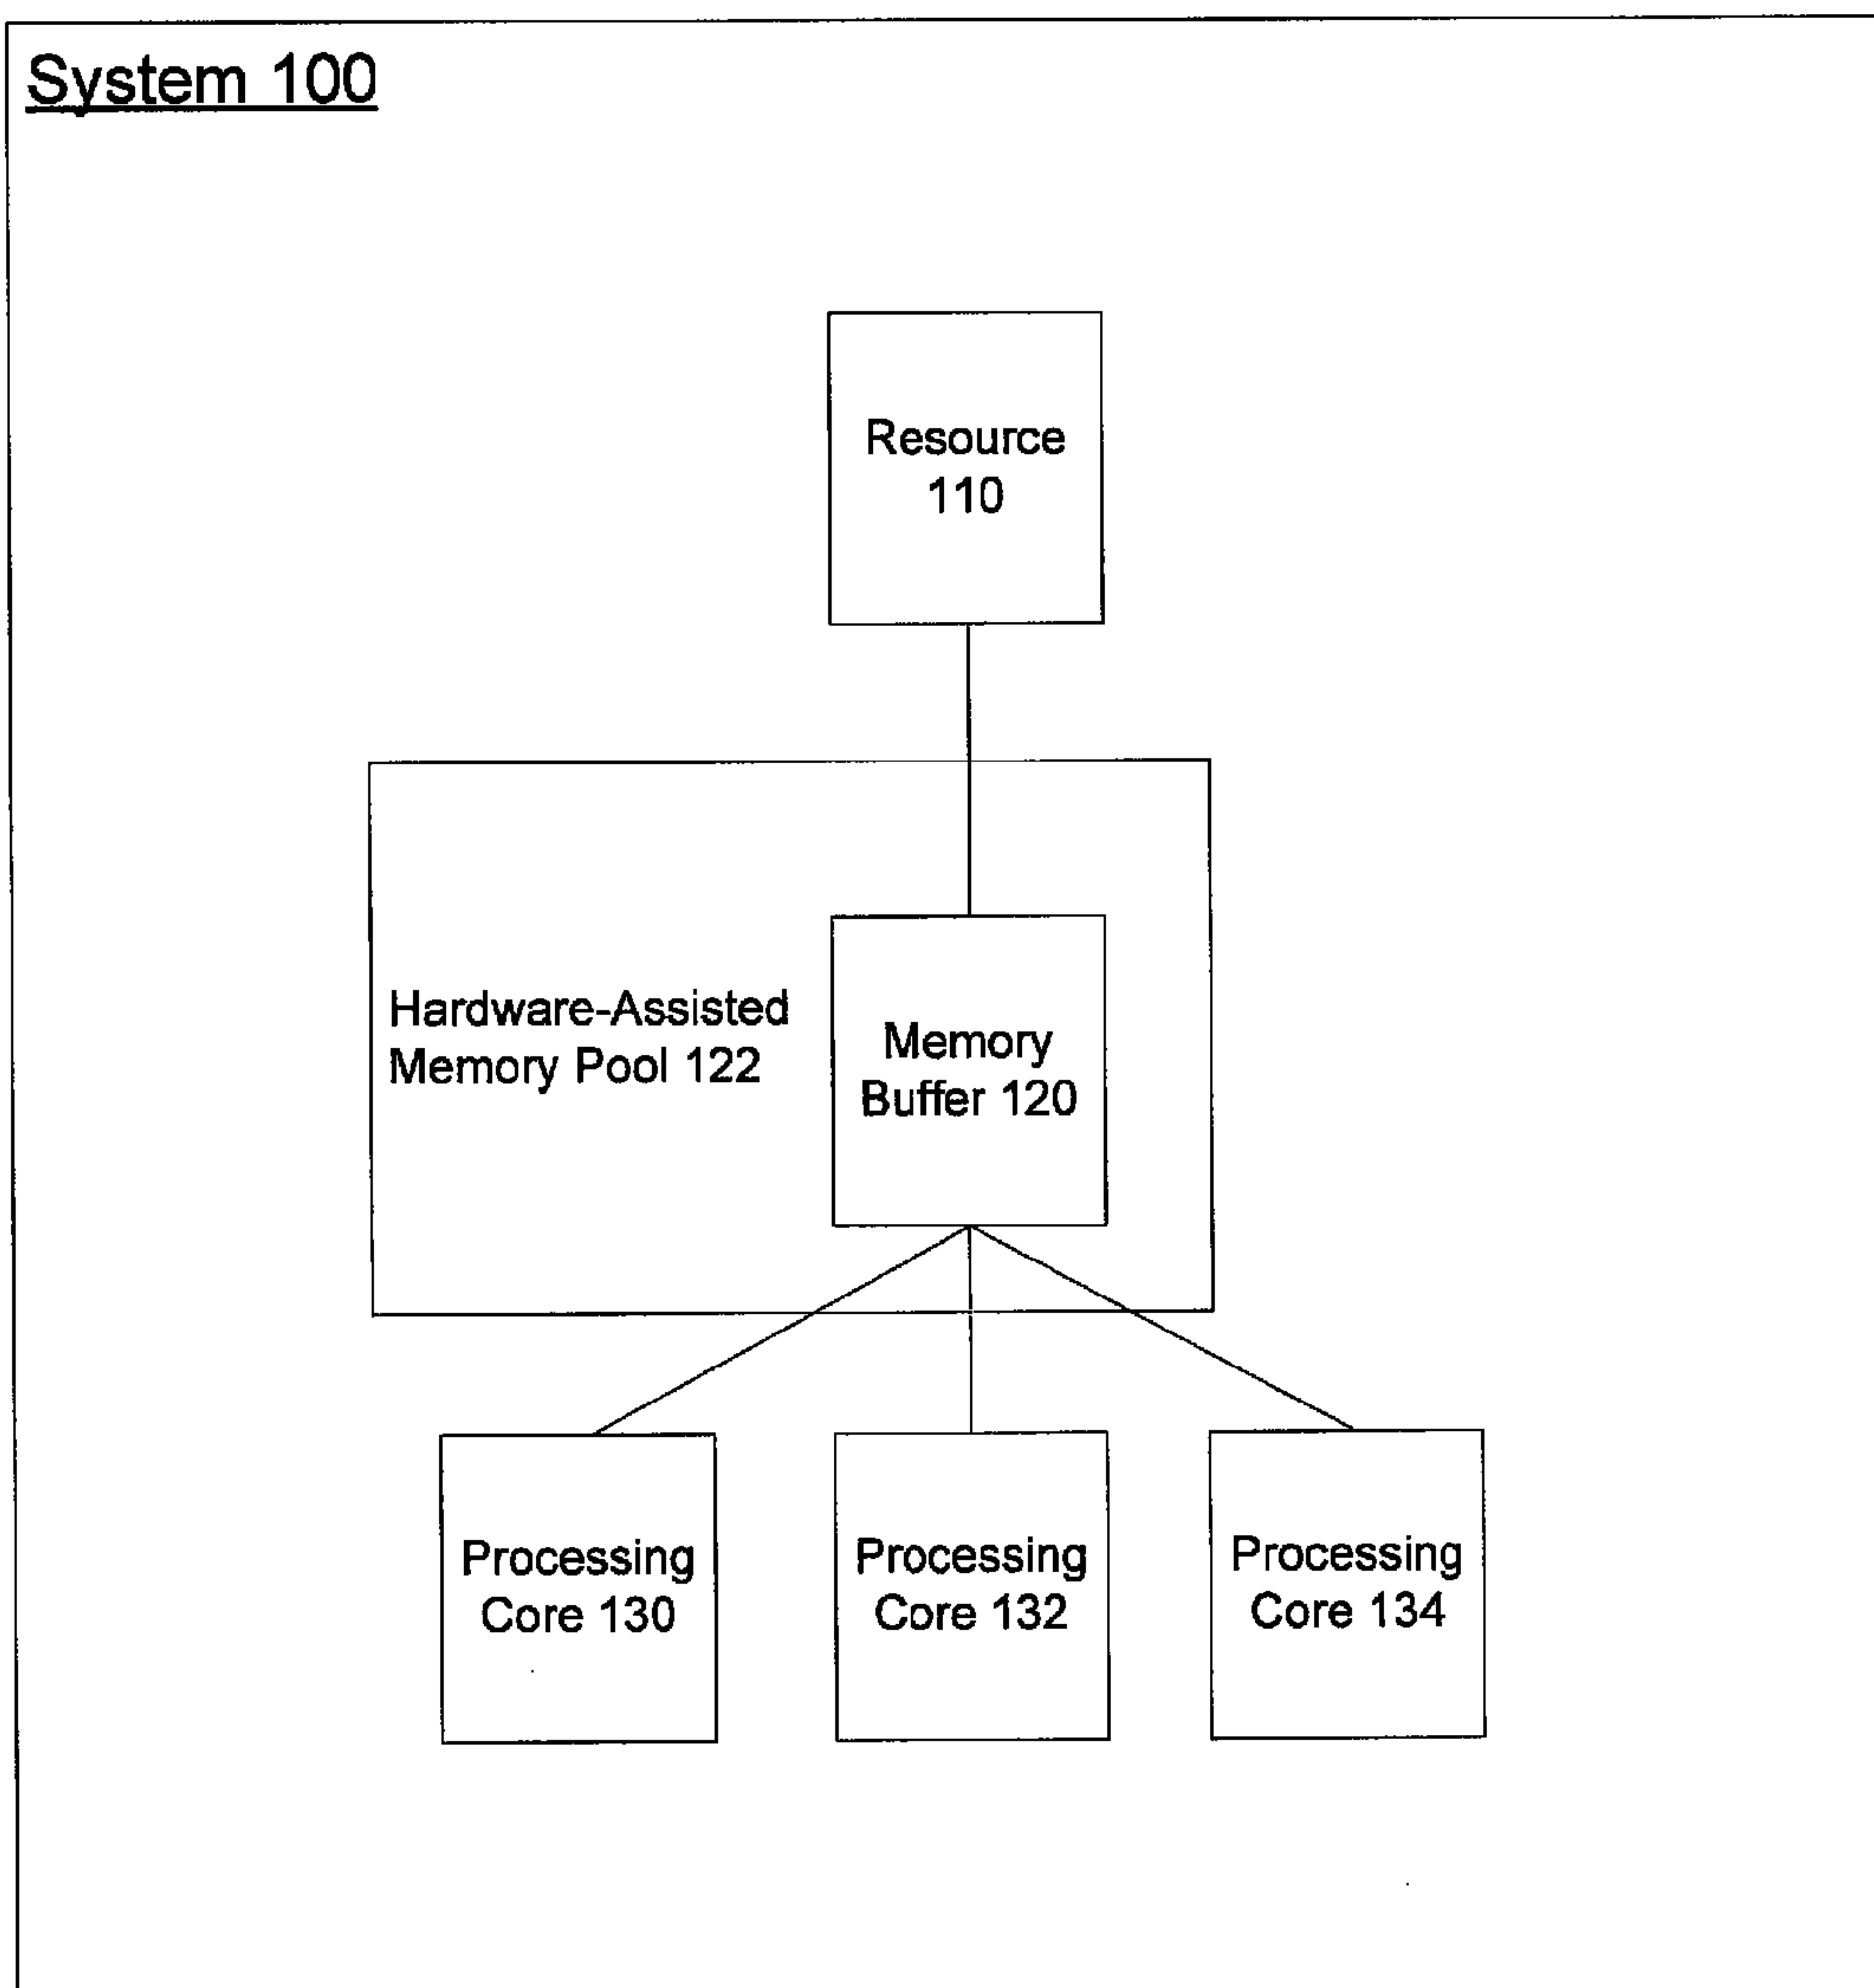 System 100
Resource
110
Hardware-Assisted
Memory Pool 122
Memory
Buffer 120
Processing
Core 130
Processing
Core 132
Processing
Core 134